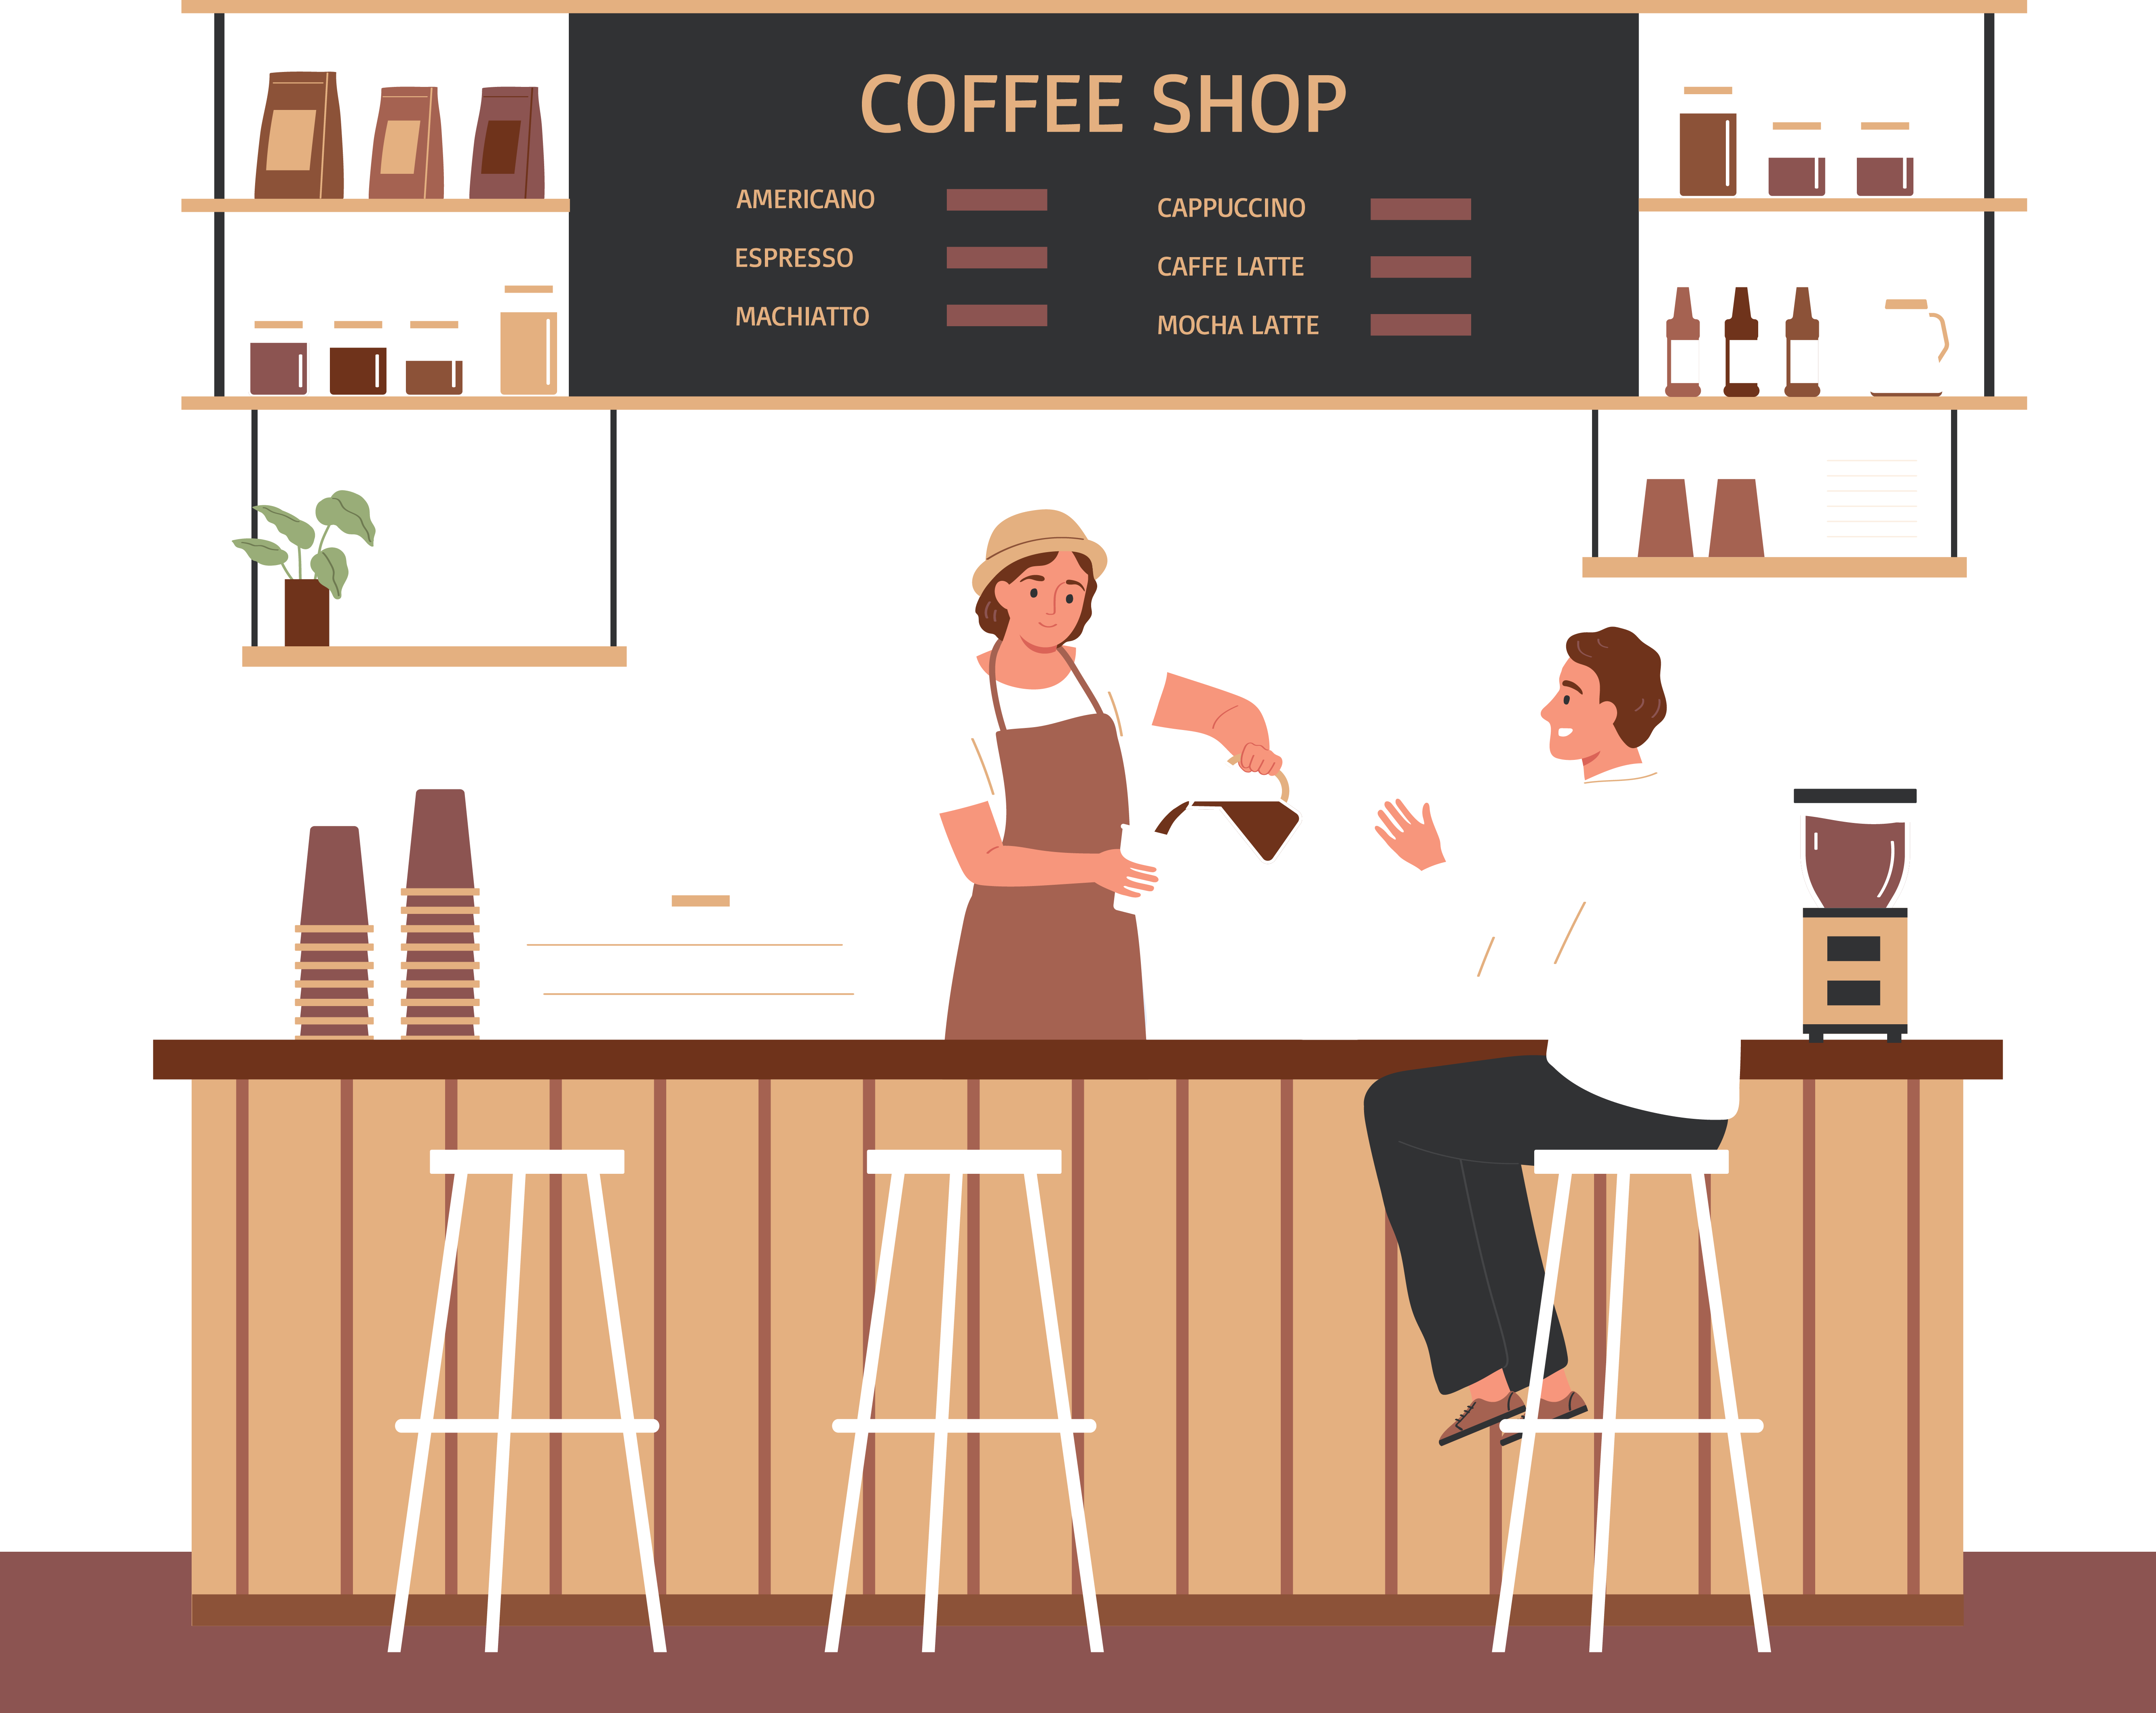 COFFEE SHOP
AMERICANO
ESPRESSO
MACHIATTO
CAPPUCCINO
CAFFE LATTE
MOCHA LATTE